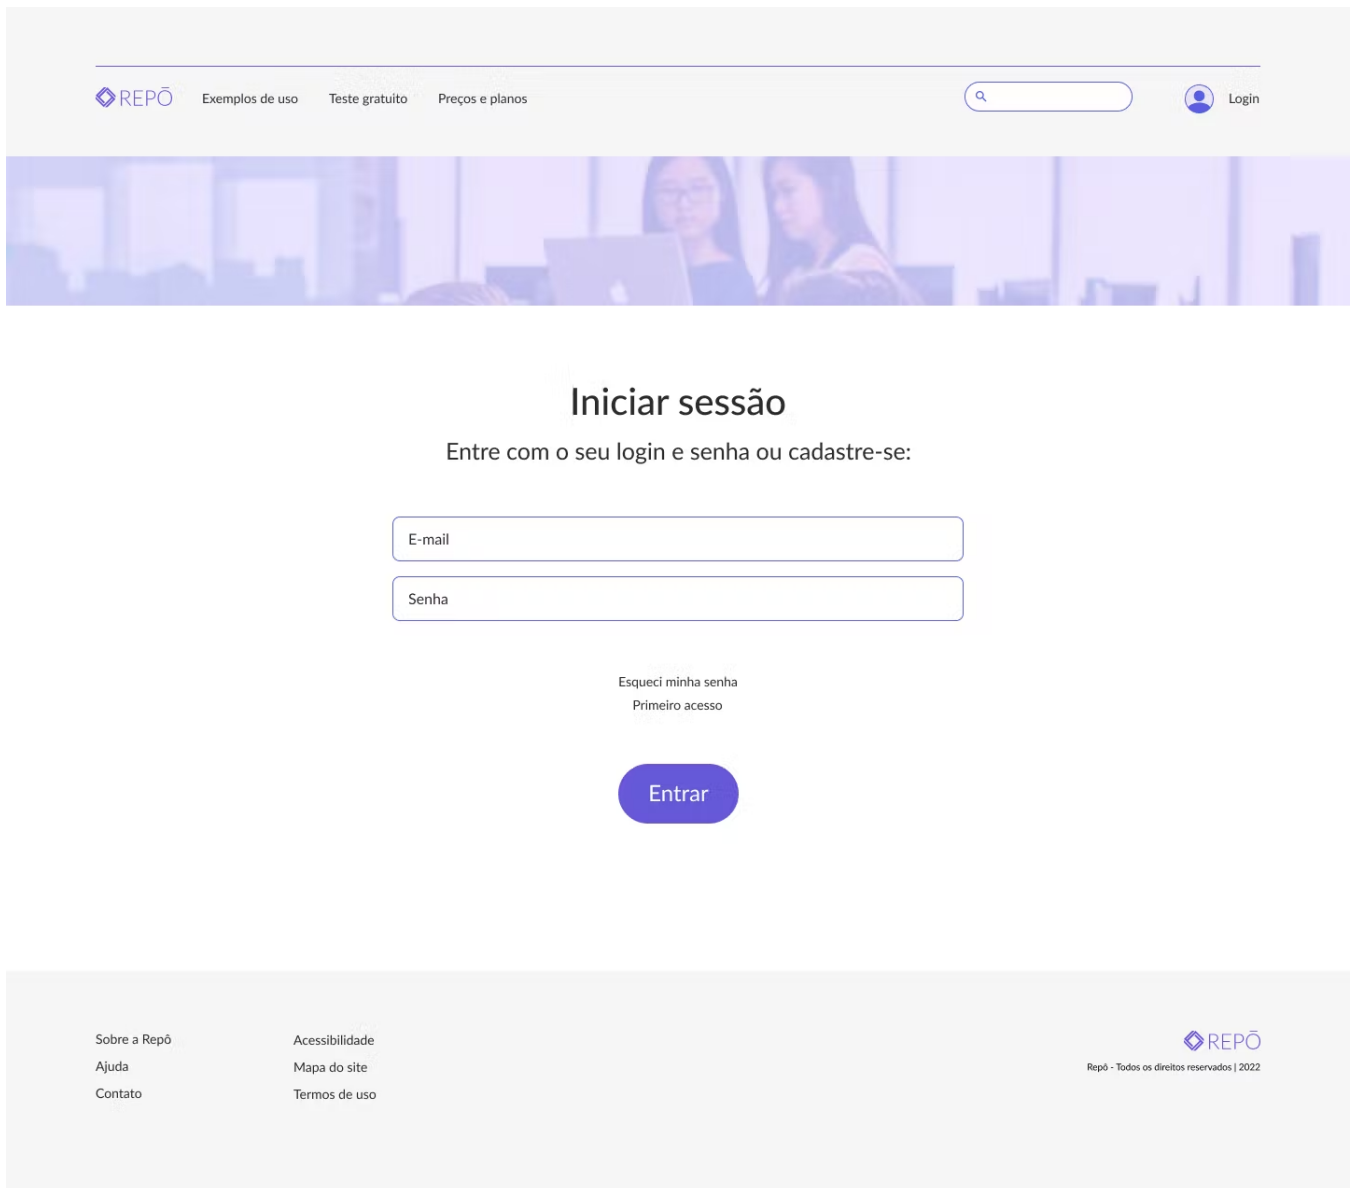 REPŌ
Exemplos de uso
Teste gratuito
Preços e planos
Login
Iniciar sessão
Entre com o seu login e senha ou cadastre-se:
E-mail
Senha
Esqueci minha senha
Primeiro acesso
Entrar
Sobre a Repō
Ajuda
Contato
Acessibilidade
Mapa do site
Termos de uso
REPŌ
Repō - Todos os direitos reservados | 2022